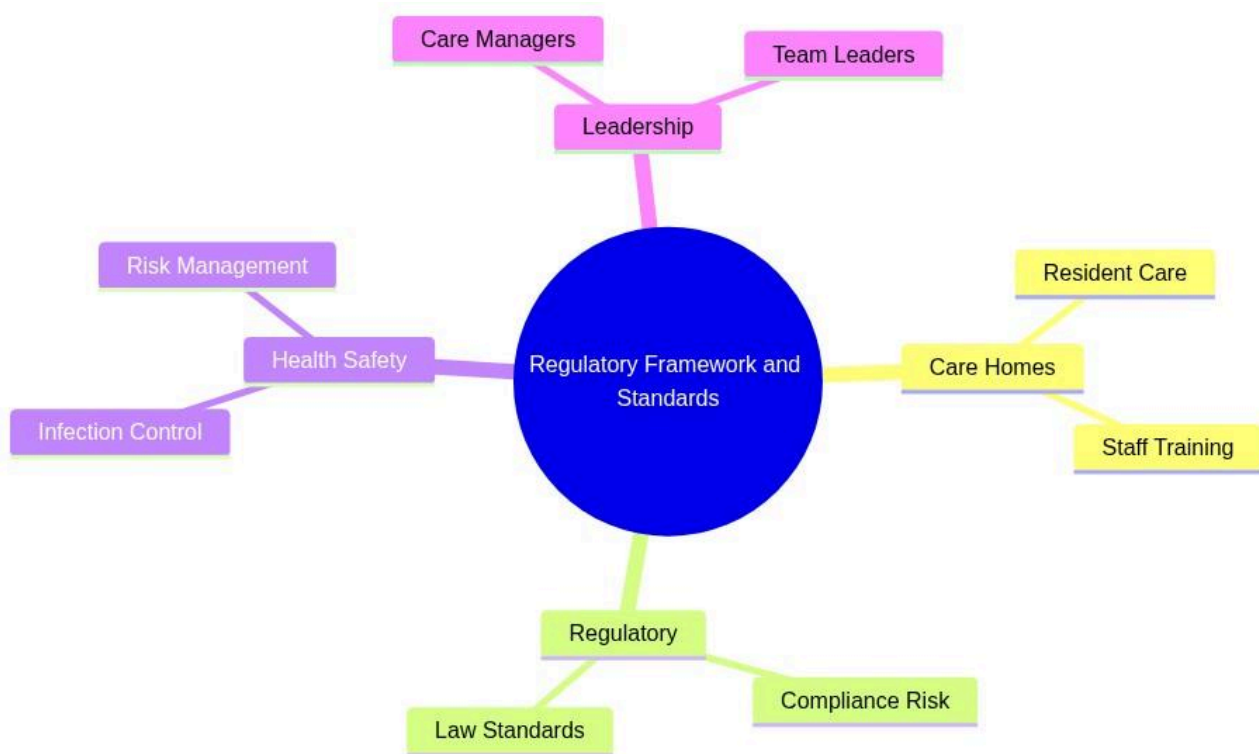 Care Managers
Team Leaders
Leadership
Risk Management
Resident Care
Health Safety
Regulatory Framework and
Standards
Care Homes
Infection Control
Staff Training
Regulatory
Compliance Risk
Law Standards